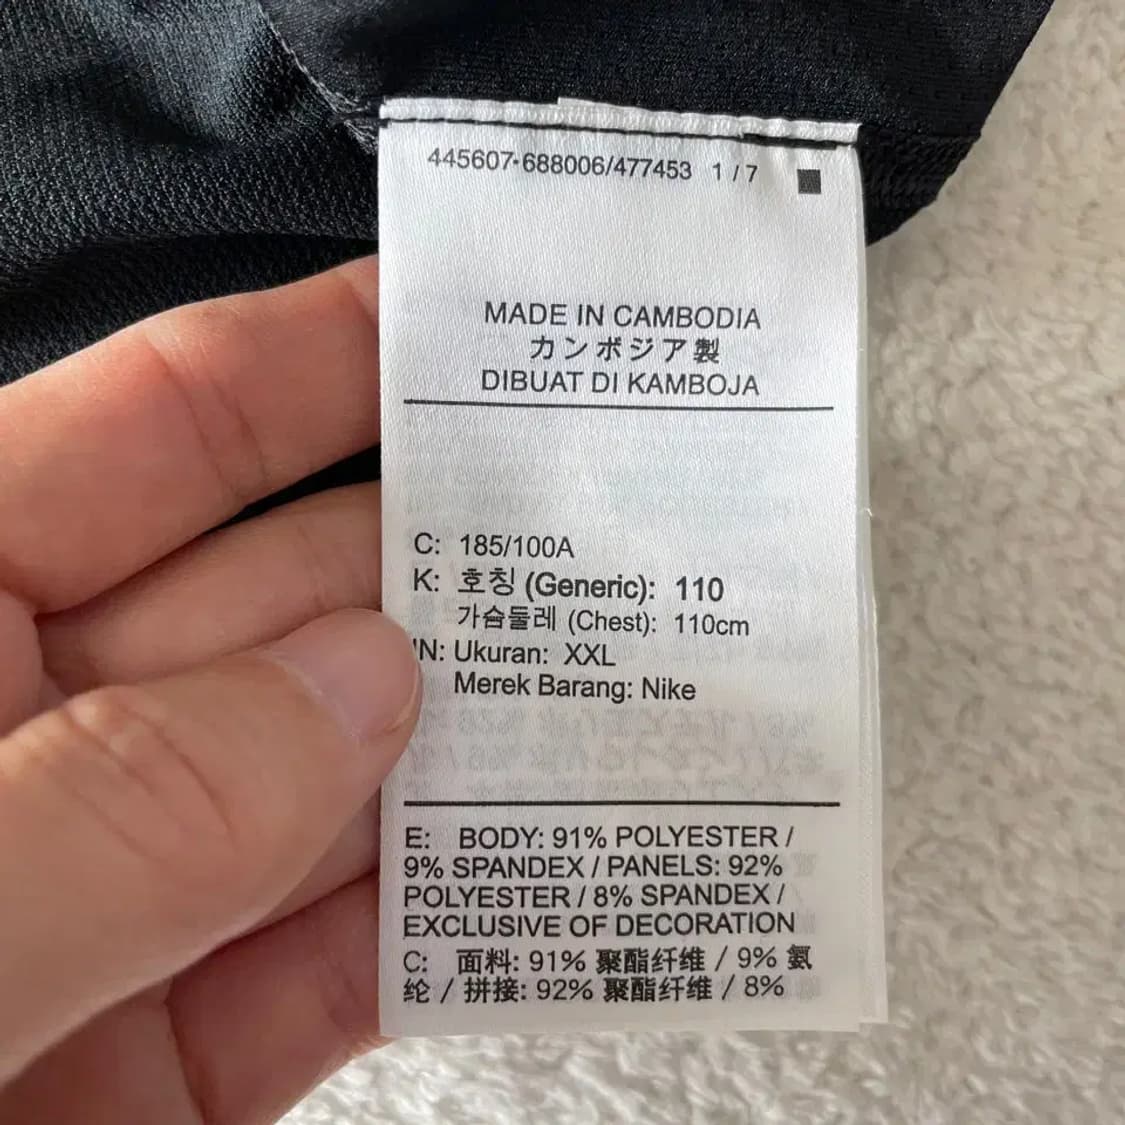 445607-688006/477453 1 / 7
MADE IN CAMBODIA
カンボジア製
DIBUAT DI KAMBOJA
C: 185/100A
K: 호칭 (Generic): 110
가슴둘레 (Chest): 110cm
IN: Ukuran: XXL
Merek Barang: Nike
E: BODY: 91% POLYESTER /
9% SPANDEX / PANELS: 92%
POLYESTER / 8% SPANDEX /
EXCLUSIVE OF DECORATION
C: 面料: 91% 聚酯纤维 / 9% 氨
纶 / 拼接: 92% 聚酯纤维 / 8%